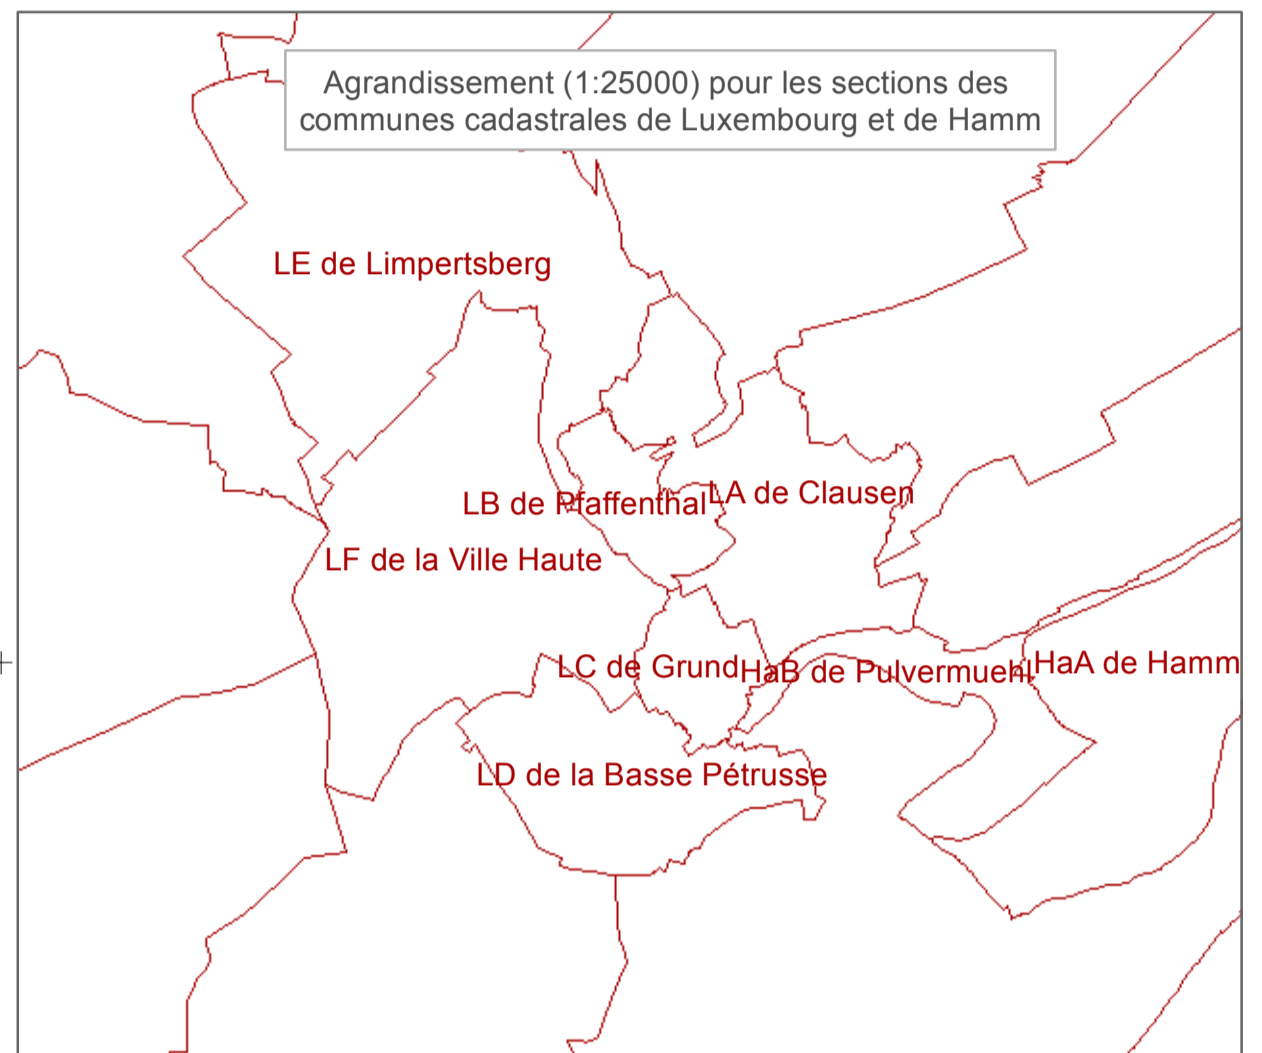 Agrandissement (1:25000) pour les sections des
communes cadastrales de Luxembourg et de Hamm
LE de Limpertsberg
LB de Pfaffenthal
LA de Clausen
LF de la Ville Haute
LC de Grund
HaB de Pulvermuehl
HaA de Hamm
LD de la Basse Pétrusse